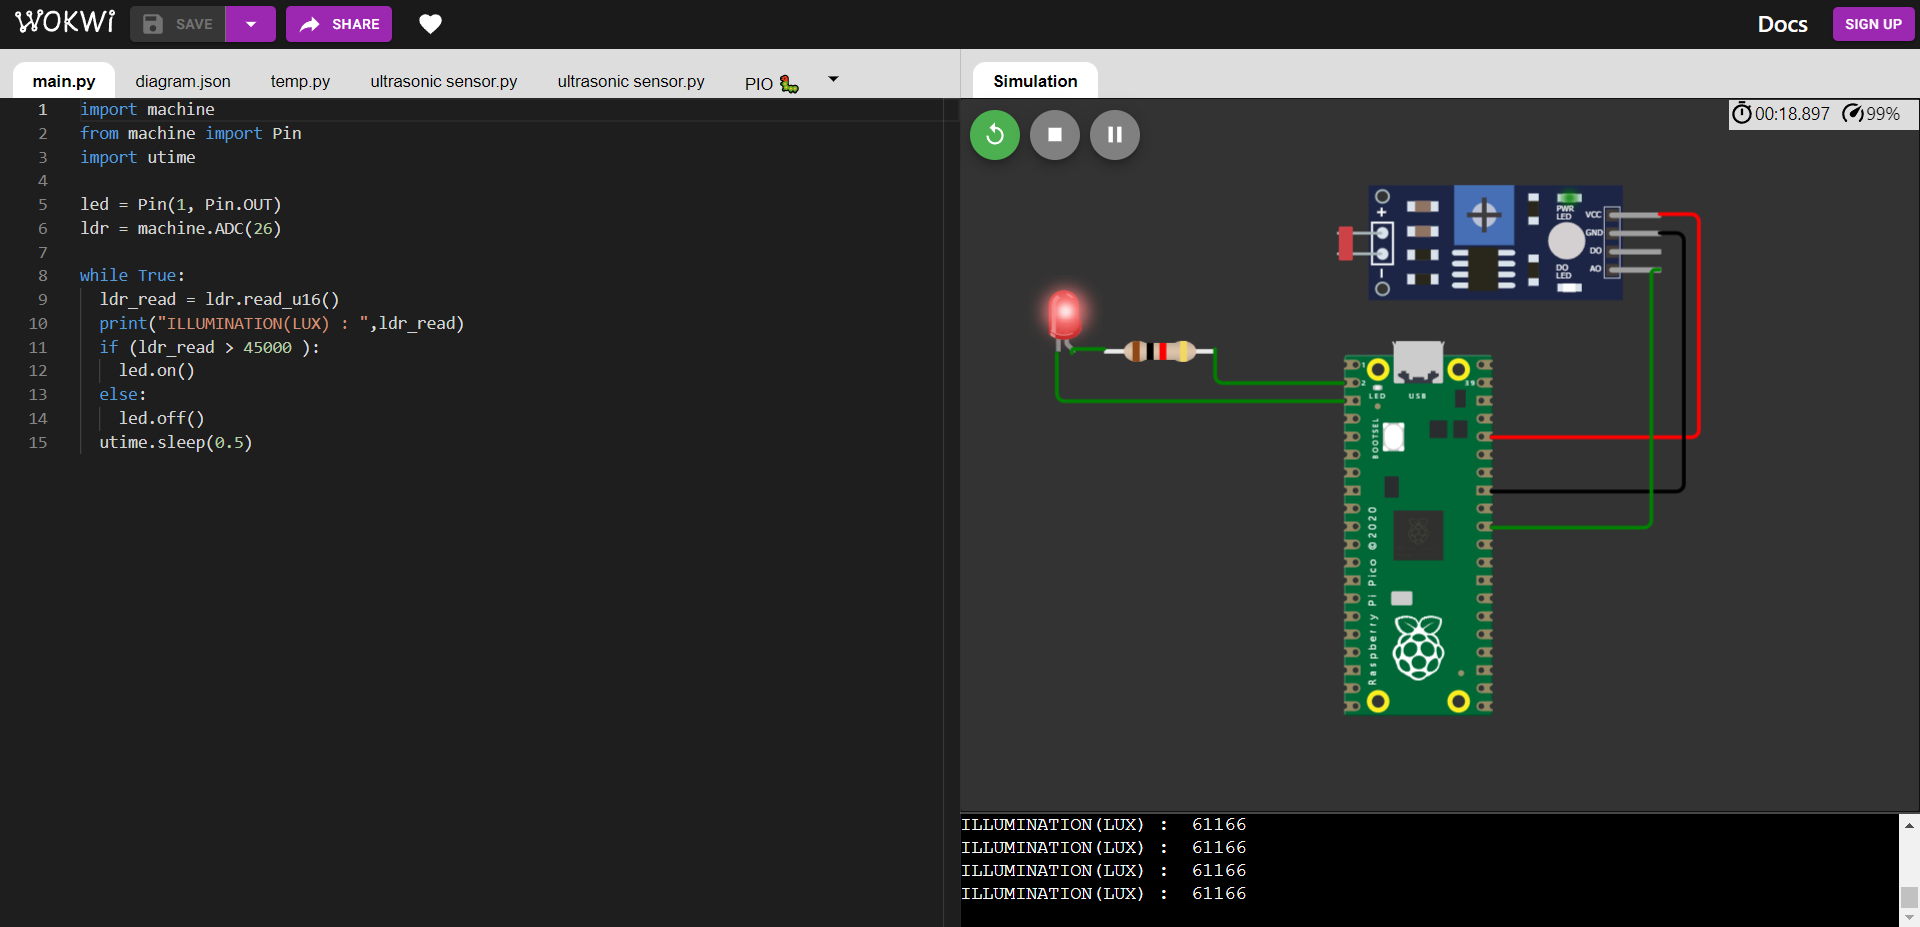 WOKWI SAVE SHARE Docs SIGN UP
main.py diagram.json temp.py ultrasonic sensor.py ultrasonic sensor.py PIO
Simulation
1 import machine
2 from machine import Pin
3 import utime
4
5 led = Pin(1, Pin.OUT)
6 ldr = machine.ADC(26)
7
8 while True:
9 ldr_read = ldr.read_u16()
10 print("ILLUMINATION(LUX) : ",ldr_read)
11 if (ldr_read > 45000 ):
12 led.on()
13 else:
14 led.off()
15 utime.sleep(0.5)
00:18.897 99%
+
PWR
LED
VCC
GND
DO
AO
DO
LED
−
1
2
39
LED USB
BOOTSEL
Raspberry Pi Pico ©2020
ILLUMINATION(LUX) : 61166
ILLUMINATION(LUX) : 61166
ILLUMINATION(LUX) : 61166
ILLUMINATION(LUX) : 61166